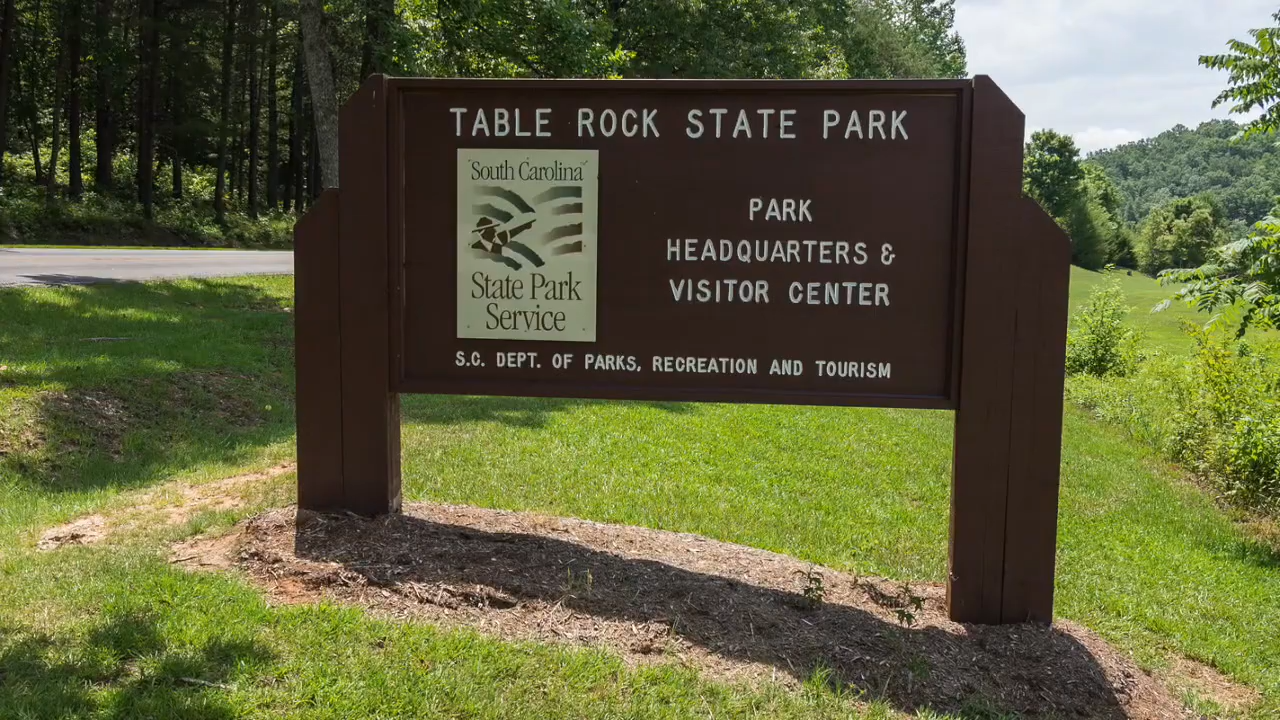 TABLE ROCK STATE PARK
South Carolina
State Park
Service
PARK
HEADQUARTERS &
VISITOR CENTER
S.C. DEPT. OF PARKS, RECREATION AND TOURISM